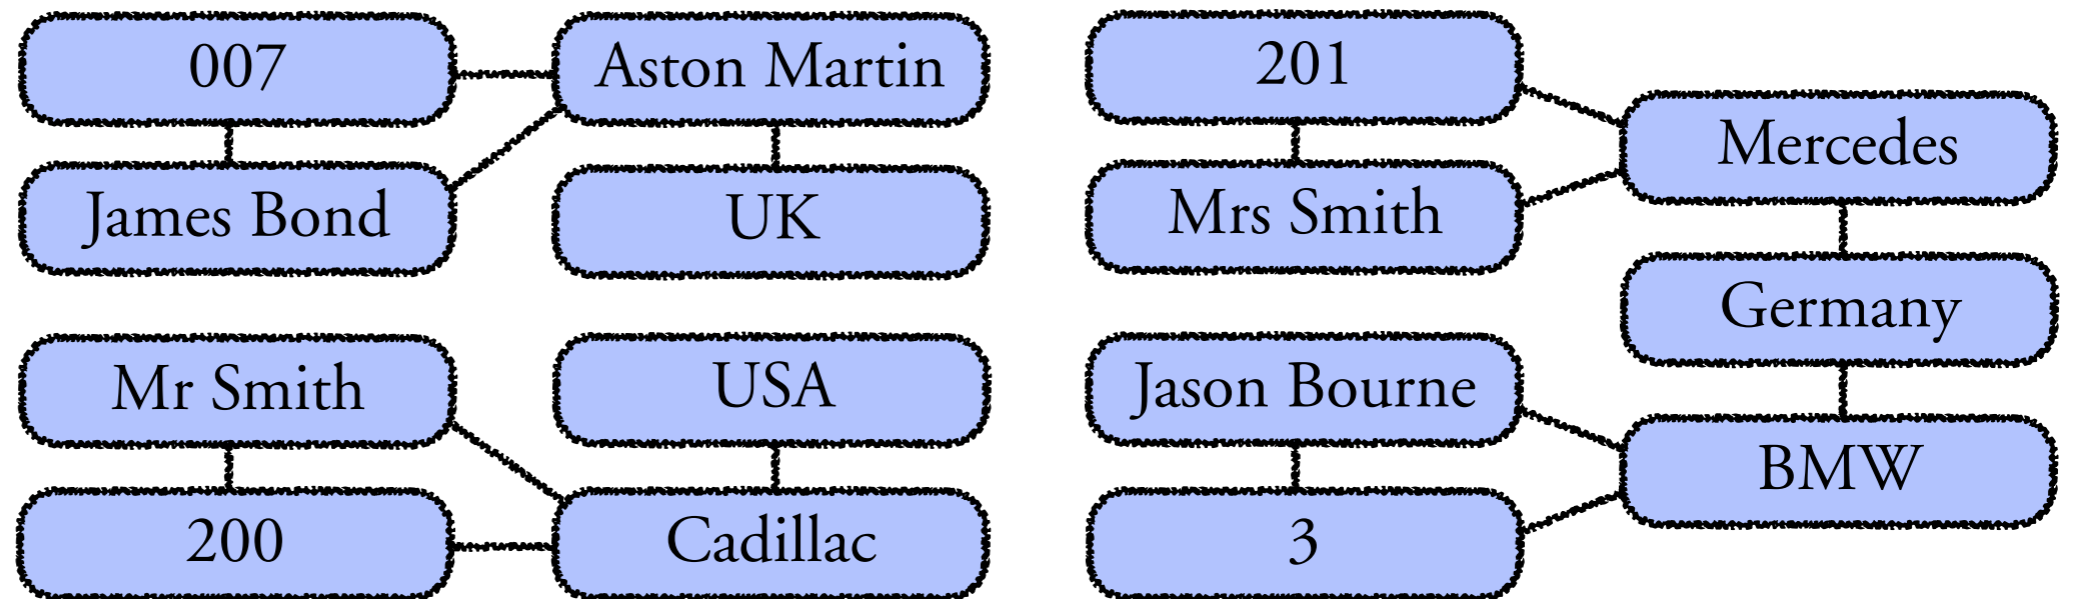 007
Aston Martin
James Bond
UK
Mr Smith
USA
200
Cadillac
201
Mercedes
Mrs Smith
Germany
Jason Bourne
BMW
3